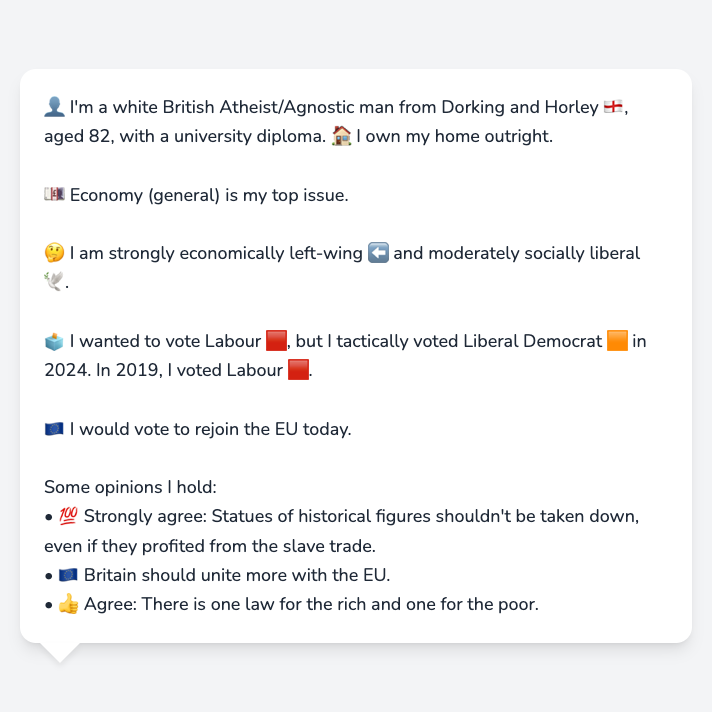 👤 I'm a white British Atheist/Agnostic man from Dorking and Horley 🏴󠁧󠁢󠁥󠁮󠁧󠁿,
aged 82, with a university diploma. 🏠 I own my home outright.
💷 Economy (general) is my top issue.
🤔 I am strongly economically left-wing ⬅️ and moderately socially liberal
🕊️.
🗳️ I wanted to vote Labour 🟥, but I tactically voted Liberal Democrat 🟧 in
2024. In 2019, I voted Labour 🟥.
🇪🇺 I would vote to rejoin the EU today.
Some opinions I hold:
• 💯 Strongly agree: Statues of historical figures shouldn't be taken down,
even if they profited from the slave trade.
• 🇪🇺 Britain should unite more with the EU.
• 👍 Agree: There is one law for the rich and one for the poor.